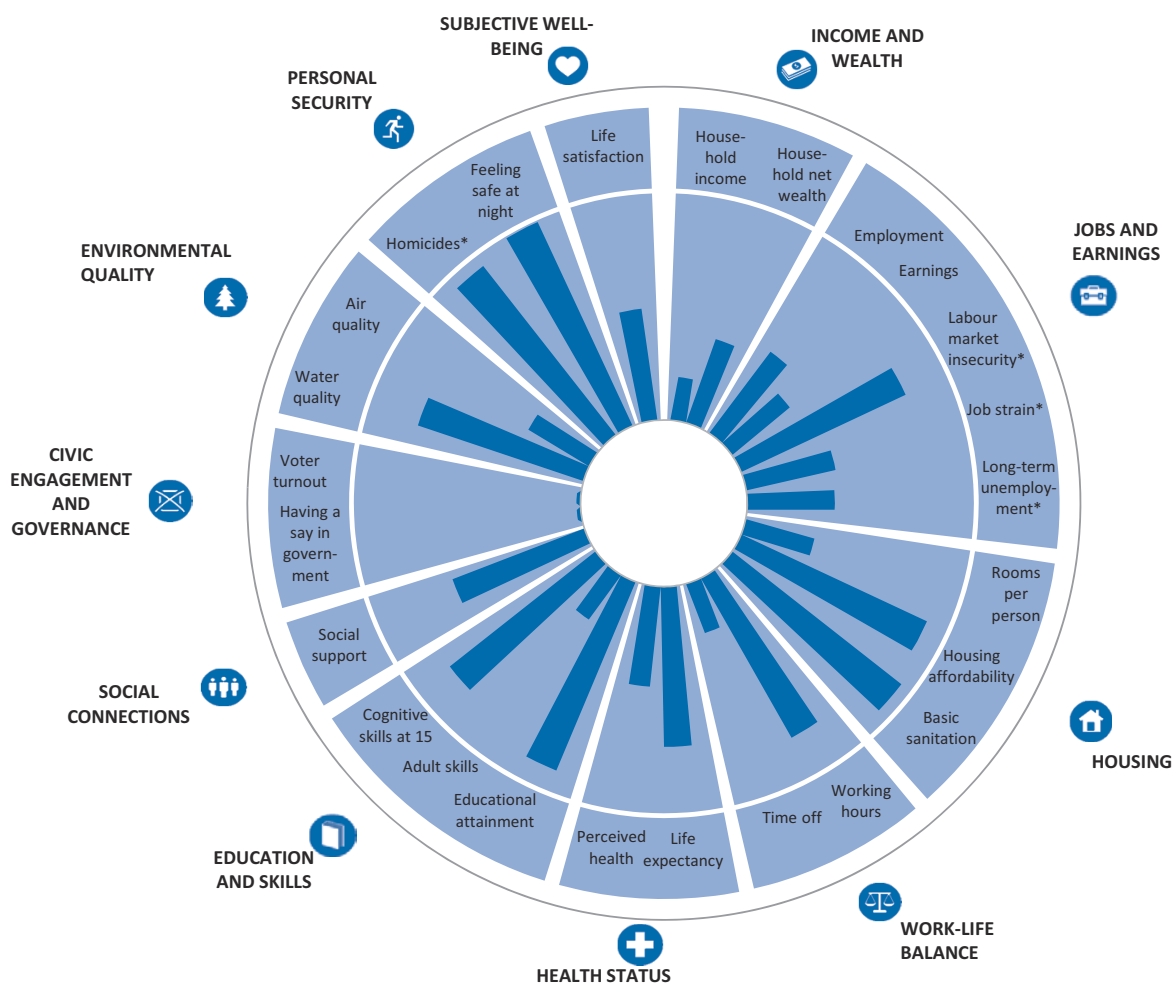 SUBJECTIVE WELL-
BEING
INCOME AND
WEALTH
PERSONAL
SECURITY
JOBS AND
EARNINGS
ENVIRONMENTAL
QUALITY
CIVIC
ENGAGEMENT
AND
GOVERNANCE
SOCIAL
CONNECTIONS
EDUCATION
AND SKILLS
HEALTH STATUS
WORK-LIFE
BALANCE
HOUSING
Life
satisfaction
House-
hold
income
House-
hold net
wealth
Employment
Earnings
Labour
market
insecurity*
Job strain*
Long-term
unemploy-
ment*
Rooms
per
person
Housing
affordability
Basic
sanitation
Working
hours
Time off
Life
expectancy
Perceived
health
Educational
attainment
Adult skills
Cognitive
skills at 15
Social
support
Having a
say in
govern-
ment
Voter
turnout
Water
quality
Air
quality
Homicides*
Feeling
safe at
night